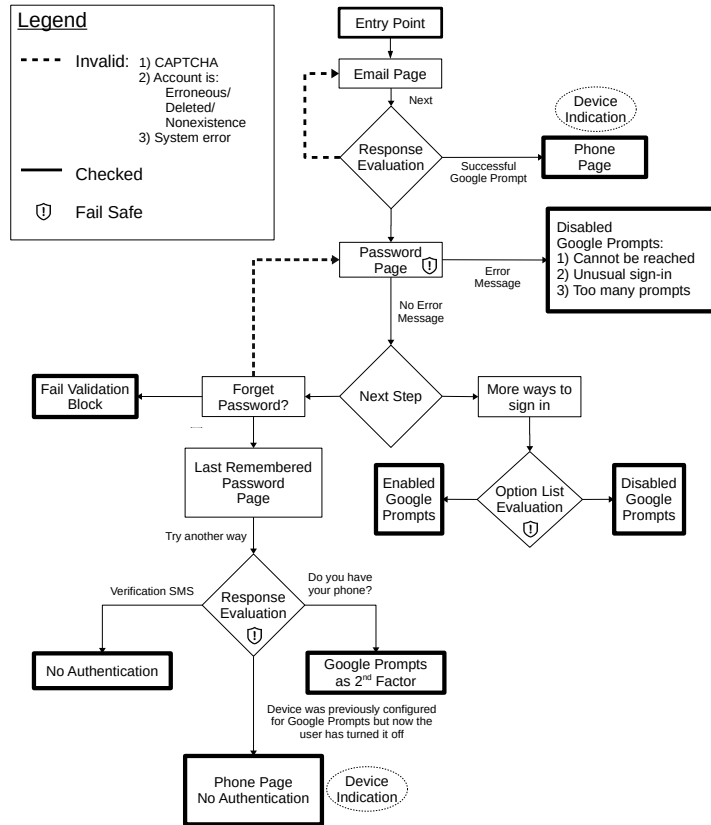 Legend
Invalid: 1) CAPTCHA
2) Account is:
Erroneous/
Deleted/
Nonexistence
3) System error
Checked
Fail Safe
Entry Point
Email Page
Next
Response
Evaluation
Successful
Google Prompt
Device
Indication
Phone
Page
Password
Page
Error
Message
Disabled
Google Prompts:
1) Cannot be reached
2) Unusual sign-in
3) Too many prompts
No Error
Message
Fail Validation
Block
Forget
Password?
Next Step
More ways to
sign in
Last Remembered
Password
Page
Enabled
Google
Prompts
Option List
Evaluation
Disabled
Google
Prompts
Try another way
Verification SMS
Response
Evaluation
Do you have
your phone?
No Authentication
Google Prompts
as 2nd Factor
Device was previously configured
for Google Prompts but now the
user has turned it off
Phone Page
No Authentication
Device
Indication